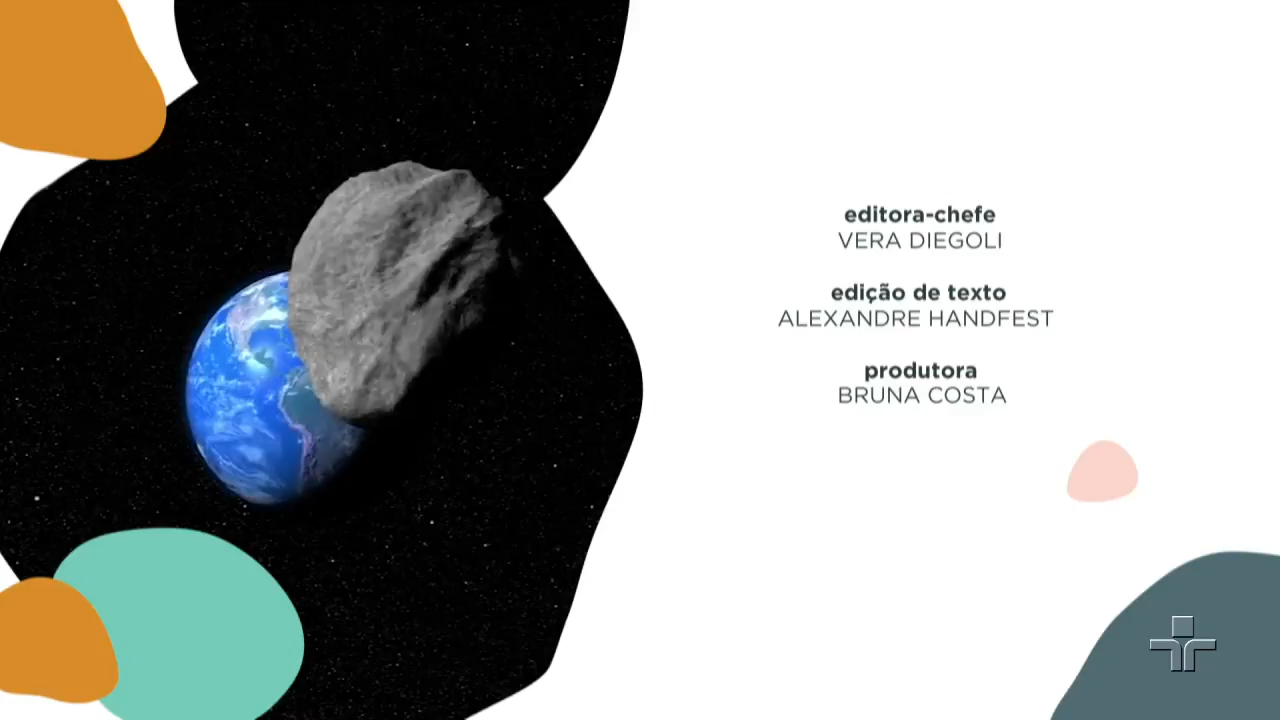 editora-chefe
VERA DIEGOLI
edição de texto
ALEXANDRE HANDFEST
produtora
BRUNA COSTA